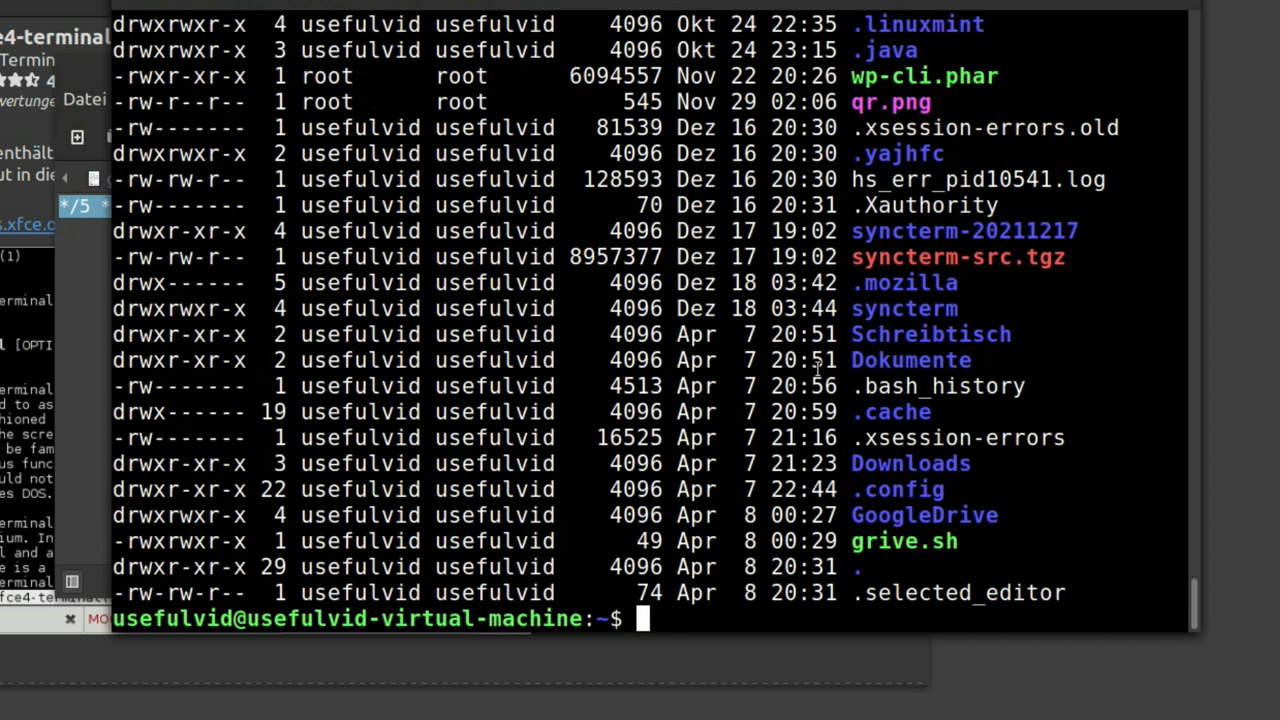 e4-terminal
Termin
4
ewertunge
Datei
enthält
ut in die
*/5 *
s.xfce.o
(1)
erminal
l [OPTI
erminal
d to as
shioned
he scre
be fam
us func
uld not
es DOS.
erminal
ium. In
l and a
e is a
erminal
fce4-terminal(
MO
drwxrwxr-x 4 usefulvid usefulvid 4096 Okt 24 22:35 .linuxmint
drwxrwxr-x 3 usefulvid usefulvid 4096 Okt 24 23:15 .java
-rwxr-xr-x 1 root root 6094557 Nov 22 20:26 wp-cli.phar
-rw-r--r-- 1 root root 545 Nov 29 02:06 qr.png
-rw------- 1 usefulvid usefulvid 81539 Dez 16 20:30 .xsession-errors.old
drwxrwxr-x 2 usefulvid usefulvid 4096 Dez 16 20:30 .yajhfc
-rw-rw-r-- 1 usefulvid usefulvid 128593 Dez 16 20:30 hs_err_pid10541.log
-rw------- 1 usefulvid usefulvid 70 Dez 16 20:31 .Xauthority
drwxr-xr-x 4 usefulvid usefulvid 4096 Dez 17 19:02 syncterm-20211217
-rw-rw-r-- 1 usefulvid usefulvid 8957377 Dez 17 19:02 syncterm-src.tgz
drwx------ 5 usefulvid usefulvid 4096 Dez 18 03:42 .mozilla
drwxrwxr-x 4 usefulvid usefulvid 4096 Dez 18 03:44 syncterm
drwxr-xr-x 2 usefulvid usefulvid 4096 Apr 7 20:51 Schreibtisch
drwxr-xr-x 2 usefulvid usefulvid 4096 Apr 7 20:51 Dokumente
-rw------- 1 usefulvid usefulvid 4513 Apr 7 20:56 .bash_history
drwx------ 19 usefulvid usefulvid 4096 Apr 7 20:59 .cache
-rw------- 1 usefulvid usefulvid 16525 Apr 7 21:16 .xsession-errors
drwxr-xr-x 3 usefulvid usefulvid 4096 Apr 7 21:23 Downloads
drwxr-xr-x 22 usefulvid usefulvid 4096 Apr 7 22:44 .config
drwxrwxr-x 4 usefulvid usefulvid 4096 Apr 8 00:27 GoogleDrive
-rwxrwxr-x 1 usefulvid usefulvid 49 Apr 8 00:29 grive.sh
drwxr-xr-x 29 usefulvid usefulvid 4096 Apr 8 20:31 .
-rw-rw-r-- 1 usefulvid usefulvid 74 Apr 8 20:31 .selected_editor
usefulvid@usefulvid-virtual-machine:~$